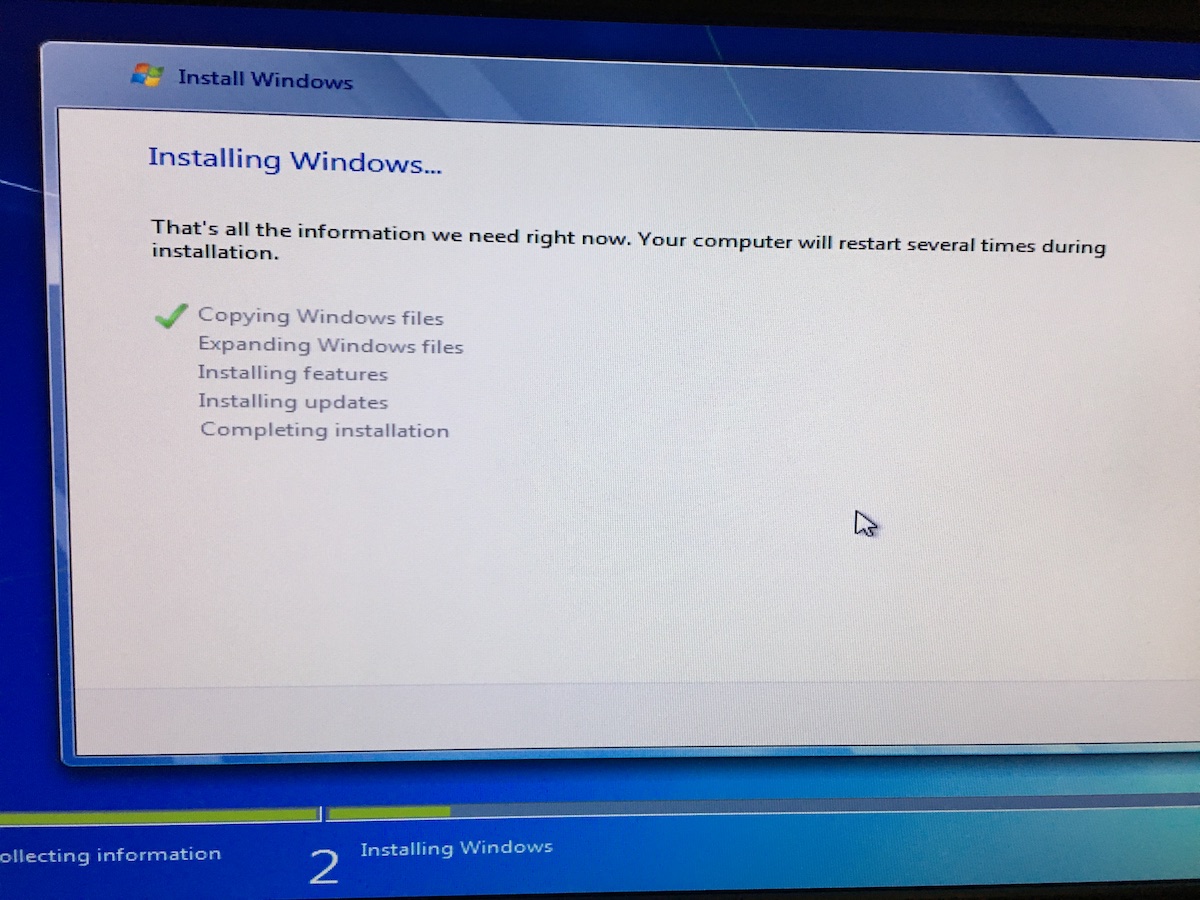 Install Windows
Installing Windows...
That's all the information we need right now. Your computer will restart several times during
installation.
Copying Windows files
Expanding Windows files
Installing features
Installing updates
Completing installation
ollecting information
2 Installing Windows